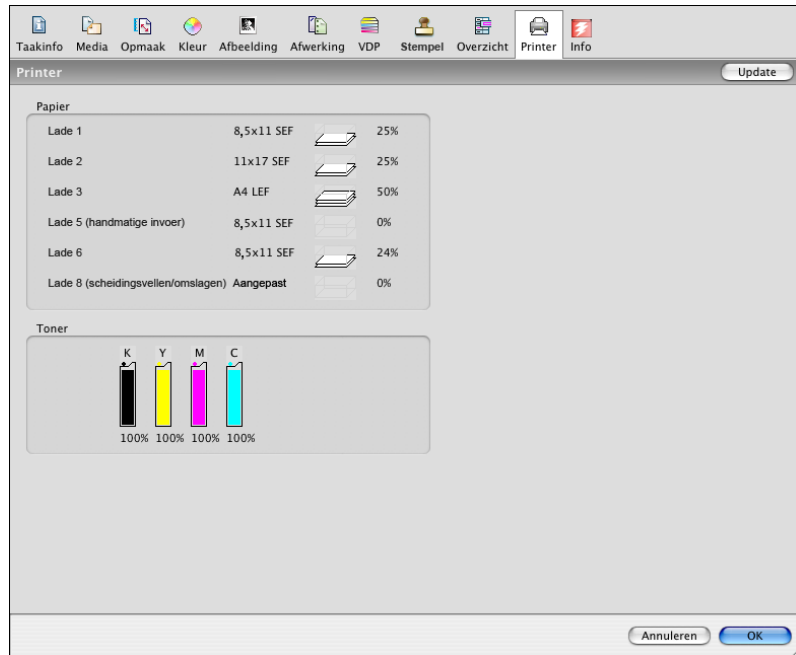 Taakinfo Media Opmaak Kleur Afbeelding Afwerking VDP Stempel Overzicht Printer Info
Printer Update
Papier
Lade 1 8,5x11 SEF 25%
Lade 2 11x17 SEF 25%
Lade 3 A4 LEF 50%
Lade 5 (handmatige invoer) 8,5x11 SEF 0%
Lade 6 8,5x11 SEF 24%
Lade 8 (scheidingsvellen/omslagen) Aangepast 0%
Toner
K Y M C
100% 100% 100% 100%
Annuleren OK